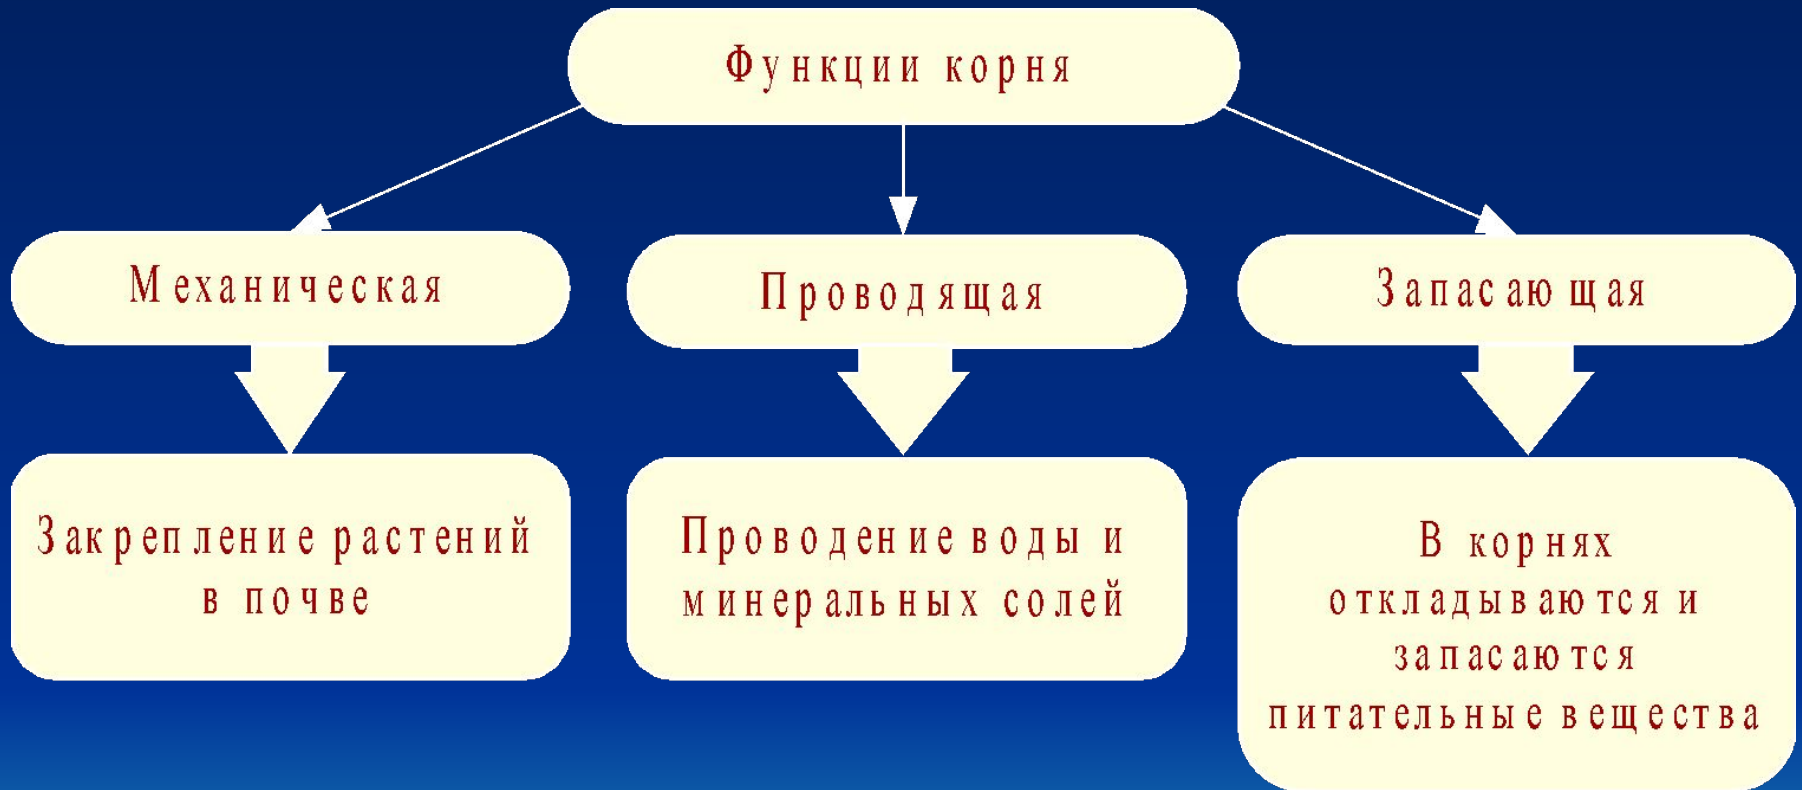 Функции корня
Механическая
Проводящая
Запасающая
Закрепление растений
в почве
Проведение воды и
минеральных солей
В корнях
откладываются и
запасаются
питательные вещества